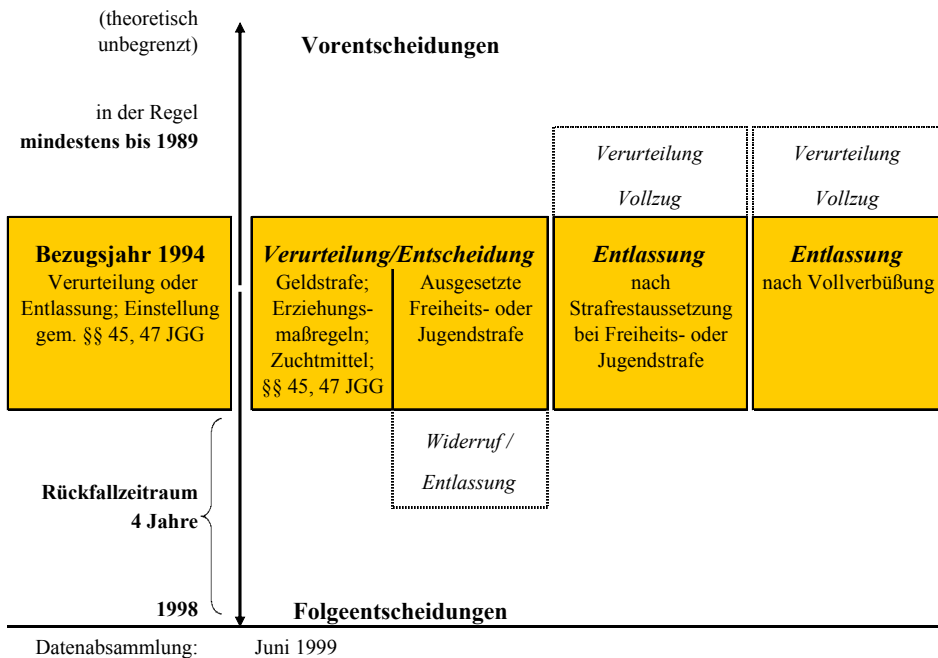 (theoretisch
unbegrenzt)
Vorentscheidungen
in der Regel
mindestens bis 1989
Verurteilung
Vollzug
Verurteilung
Vollzug
Bezugsjahr 1994
Verurteilung oder
Entlassung; Einstellung
gem. §§ 45, 47 JGG
Verurteilung/Entscheidung
Geldstrafe;
Erziehungs-
maßregeln;
Zuchtmittel;
§§ 45, 47 JGG
Ausgesetzte
Freiheits- oder
Jugendstrafe
Entlassung
nach
Strafrestaussetzung
bei Freiheits- oder
Jugendstrafe
Entlassung
nach Vollverbüßung
Widerruf /
Entlassung
Rückfallzeitraum
4 Jahre
1998
Folgeentscheidungen
Datenabsammlung: Juni 1999